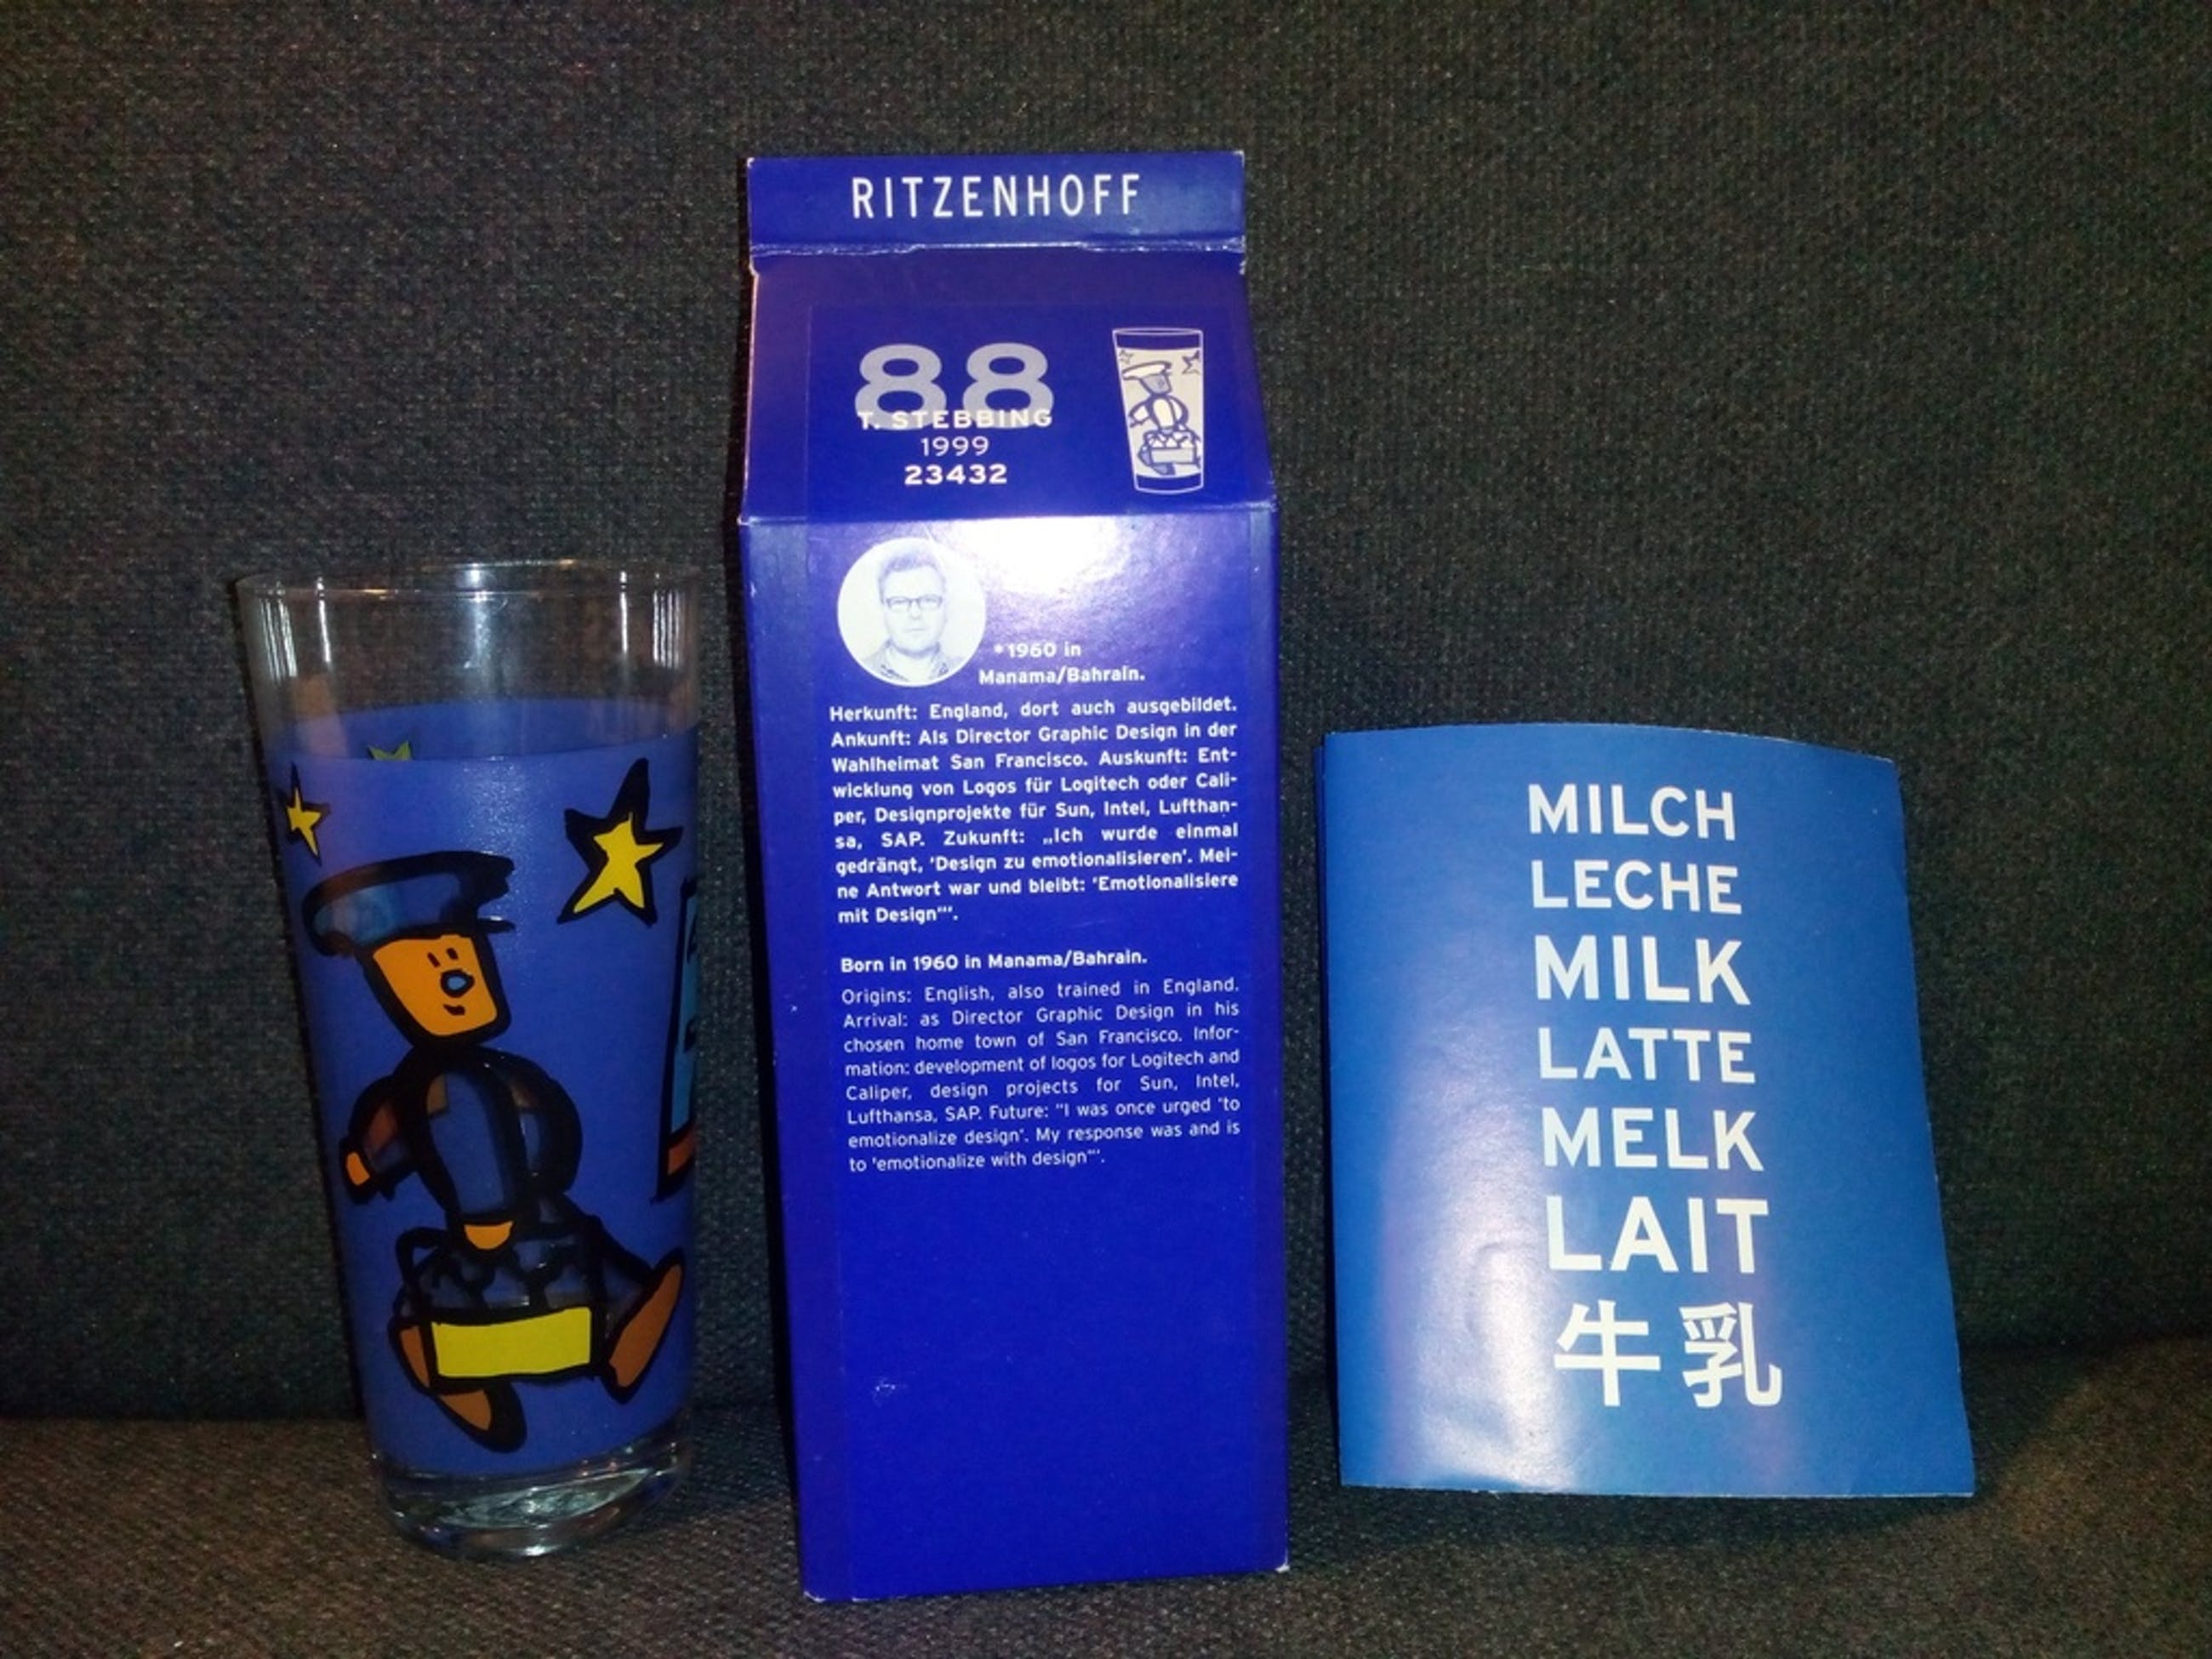 RITZENHOFF
88
T. STEBBING
1999
23432
*1960 in
Manama/Bahrain.
Herkunft: England, dort auch ausgebildet.
Ankunft: Als Director Graphic Design in der
Wahlheimat San Francisco. Auskunft: Ent-
wicklung von Logos für Logitech oder Cali-
per, Designprojekte für Sun, Intel, Lufthan-
sa, SAP. Zukunft: „Ich wurde einmal
gedrängt, 'Design zu emotionalisieren'. Mei-
ne Antwort war und bleibt: 'Emotionalisiere
mit Design'“.
Born in 1960 in Manama/Bahrain.
Origins: English, also trained in England.
Arrival: as Director Graphic Design in his
chosen home town of San Francisco. Infor-
mation: development of logos for Logitech and
Caliper, design projects for Sun, Intel,
Lufthansa, SAP. Future: "I was once urged 'to
emotionalize design'. My response was and is
to 'emotionalize with design'".
MILCH
LECHE
MILK
LATTE
MELK
LAIT
牛乳